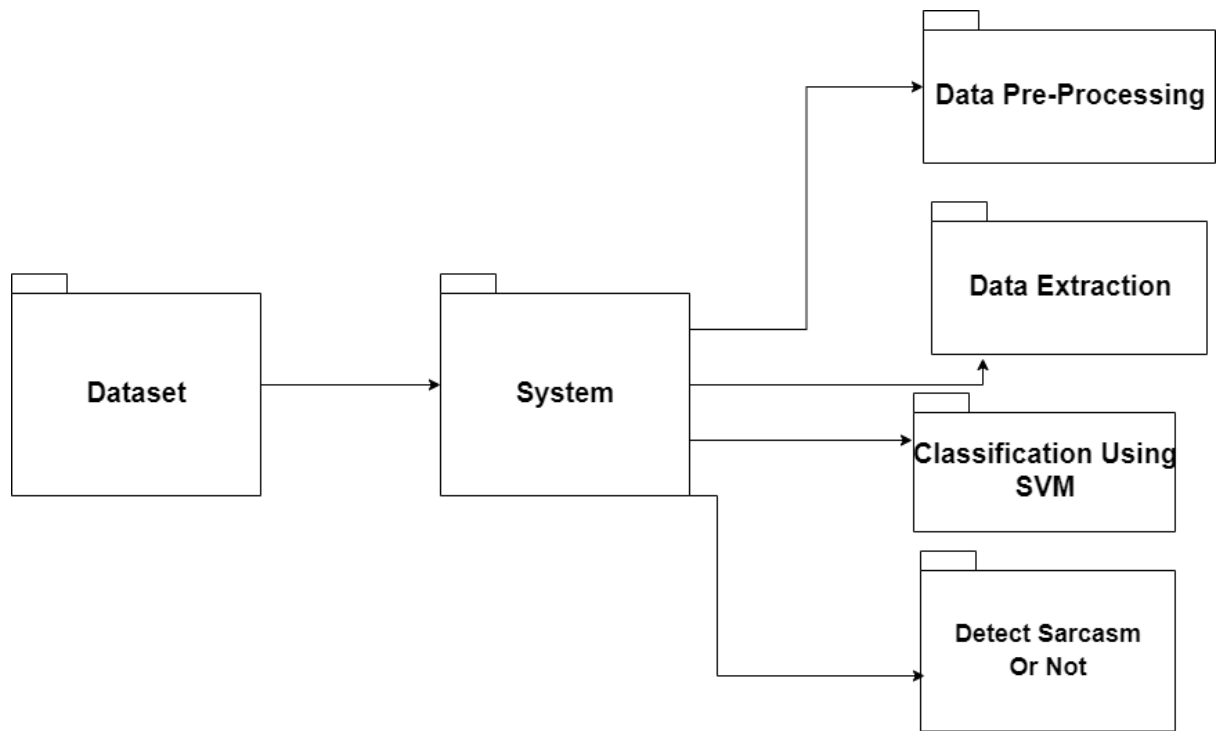 Data Pre-Processing
Data Extraction
Dataset
System
Classification Using
SVM
Detect Sarcasm
Or Not